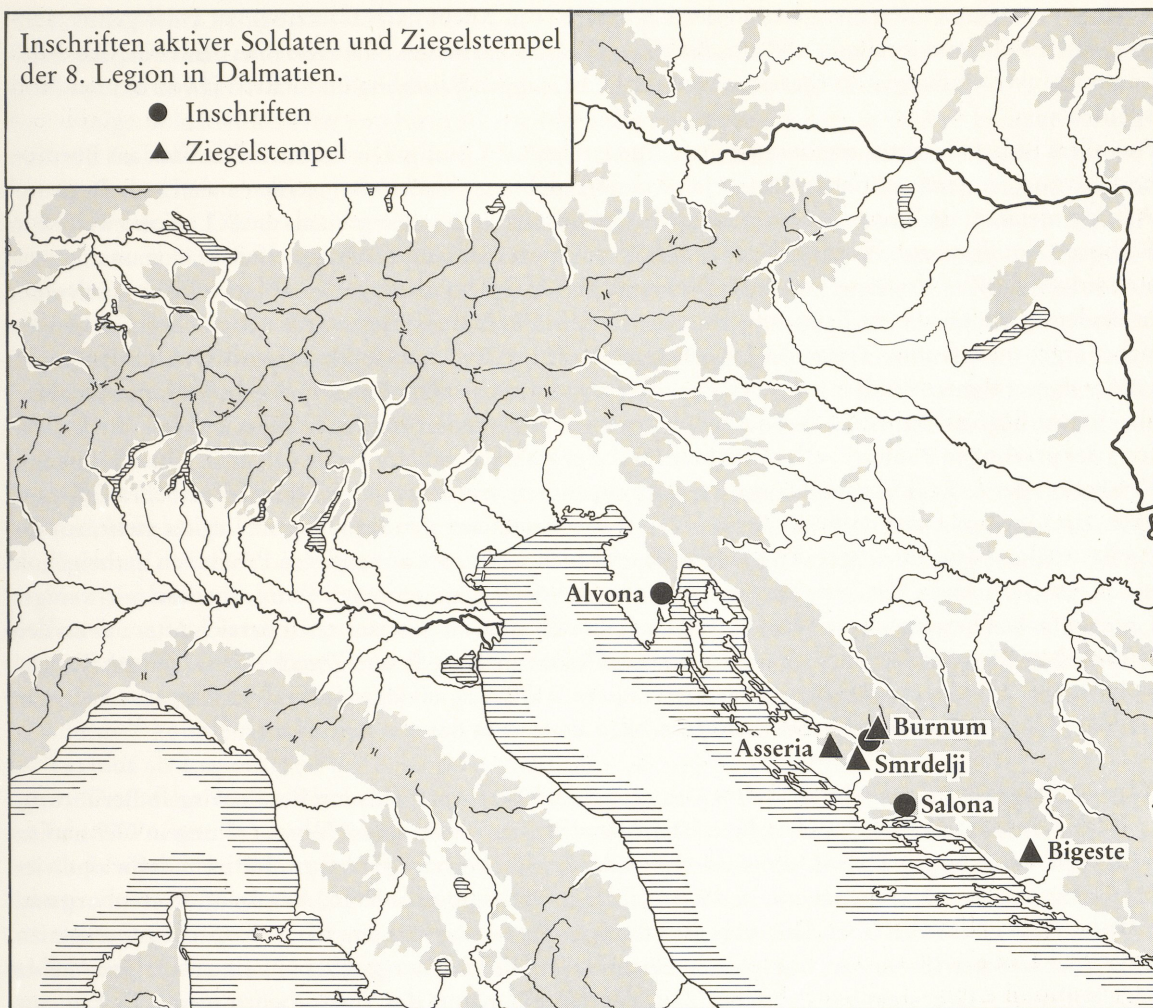 Inschriften aktiver Soldaten und Ziegelstempel
der 8. Legion in Dalmatien.
Inschriften
Ziegelstempel
Alvona
Burnum
Asseria
Smrdelji
Salona
Bigeste